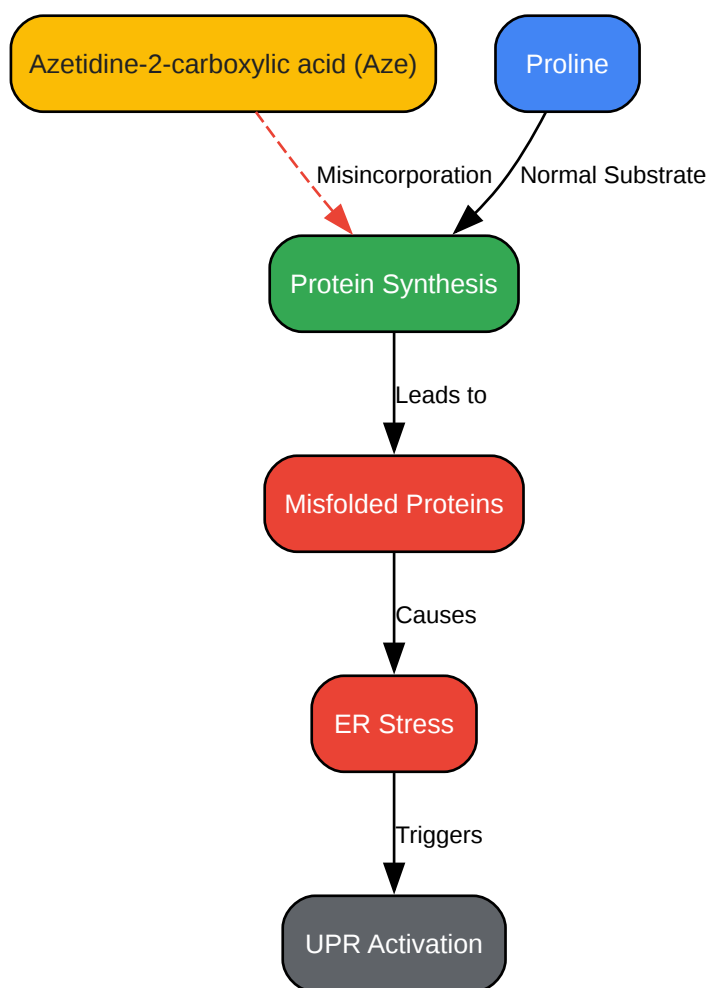 Azetidine-2-carboxylic acid (Aze)
Proline
Misincorporation
Normal Substrate
Protein Synthesis
Leads to
Misfolded Proteins
Causes
ER Stress
Triggers
UPR Activation